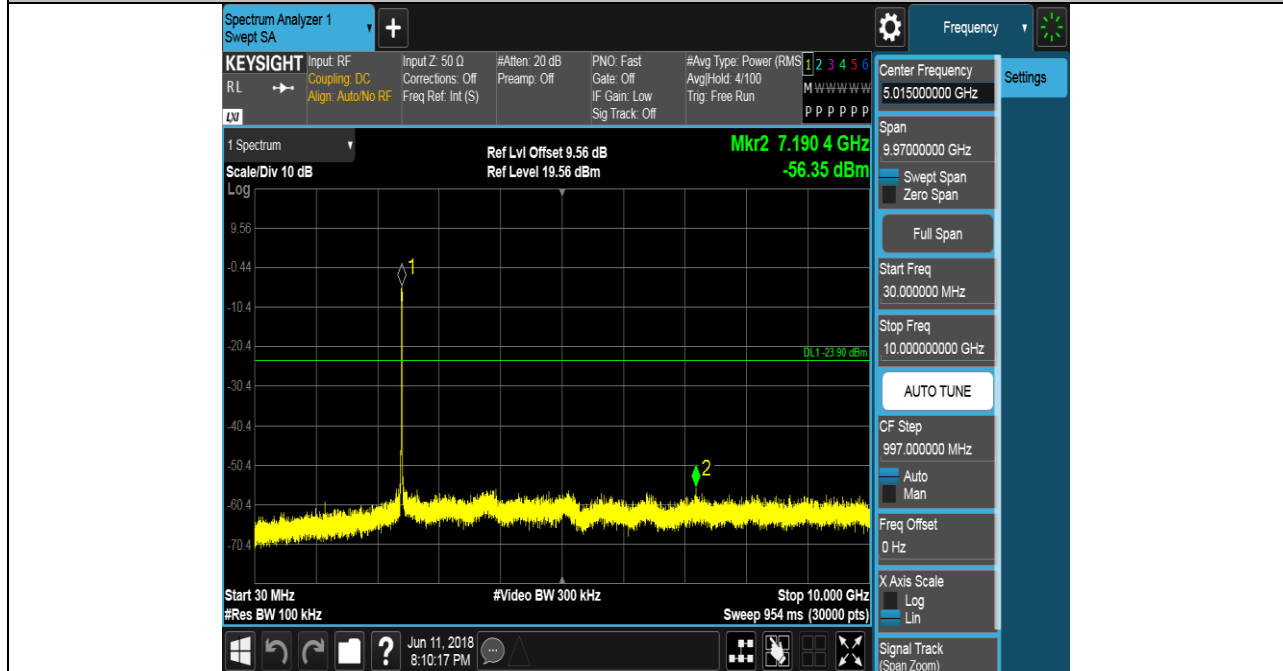 Spectrum Analyzer 1
Swept SA
Frequency
KEYSIGHT
RL
LXI
Input: RF
Coupling: DC
Align: Auto/No RF
Input Z: 50 Ω
Corrections: Off
Freq Ref: Int (S)
#Atten: 20 dB
Preamp: Off
PNO: Fast
Gate: Off
IF Gain: Low
Sig Track: Off
#Avg Type: Power (RMS
Avg|Hold: 4/100
Trig: Free Run
1 2 3 4 5 6
M W W W W W
P P P P P P
1 Spectrum
Scale/Div 10 dB
Log
Ref Lvl Offset 9.56 dB
Ref Level 19.56 dBm
Mkr2 7.190 4 GHz
-56.35 dBm
9.56
-0.44
-10.4
-20.4
-30.4
-40.4
-50.4
-60.4
-70.4
1
DL1 -23.90 dBm
2
Start 30 MHz
#Res BW 100 kHz
#Video BW 300 kHz
Stop 10.000 GHz
Sweep 954 ms (30000 pts)
Jun 11, 2018
8:10:17 PM
Center Frequency
5.015000000 GHz
Span
9.97000000 GHz
Swept Span
Zero Span
Full Span
Start Freq
30.000000 MHz
Stop Freq
10.000000000 GHz
AUTO TUNE
CF Step
997.000000 MHz
Auto
Man
Freq Offset
0 Hz
X Axis Scale
Log
Lin
Signal Track
(Span Zoom)
Settings